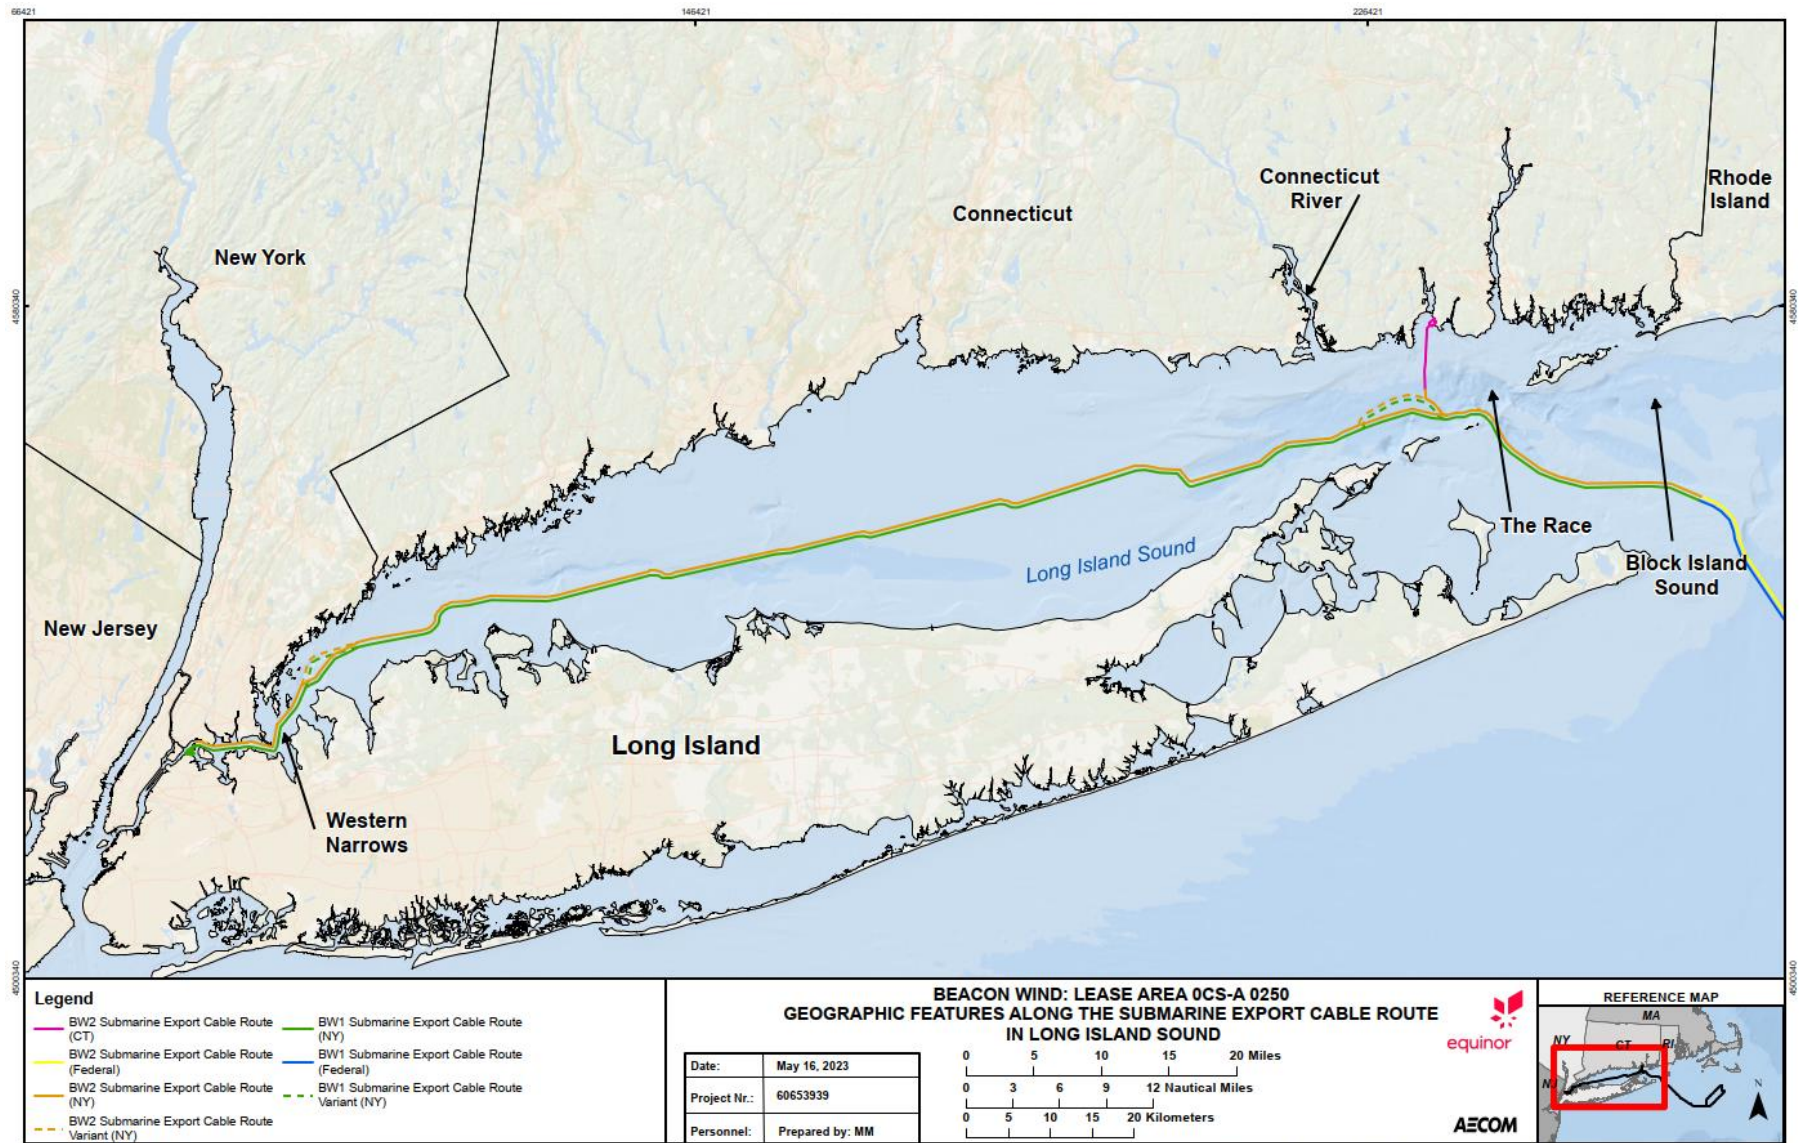 66421
146421
226421
4580340
4580340
Connecticut
River
Rhode
Island
Connecticut
New York
The Race
Long Island Sound
Block Island
Sound
New Jersey
Long Island
Western
Narrows
4500340
4500340
Legend
BW2 Submarine Export Cable Route
(CT)
BW2 Submarine Export Cable Route
(Federal)
BW2 Submarine Export Cable Route
(NY)
BW2 Submarine Export Cable Route
Variant (NY)
BW1 Submarine Export Cable Route
(NY)
BW1 Submarine Export Cable Route
(Federal)
BW1 Submarine Export Cable Route
Variant (NY)
BEACON WIND: LEASE AREA 0CS-A 0250
GEOGRAPHIC FEATURES ALONG THE SUBMARINE EXPORT CABLE ROUTE
IN LONG ISLAND SOUND
Date: May 16, 2023
Project Nr.: 60653939
Personnel: Prepared by: MM
0 5 10 15 20 Miles
0 3 6 9 12 Nautical Miles
0 5 10 15 20 Kilometers
equinor
AECOM
REFERENCE MAP
MA
NY
CT
RI
NJ
N